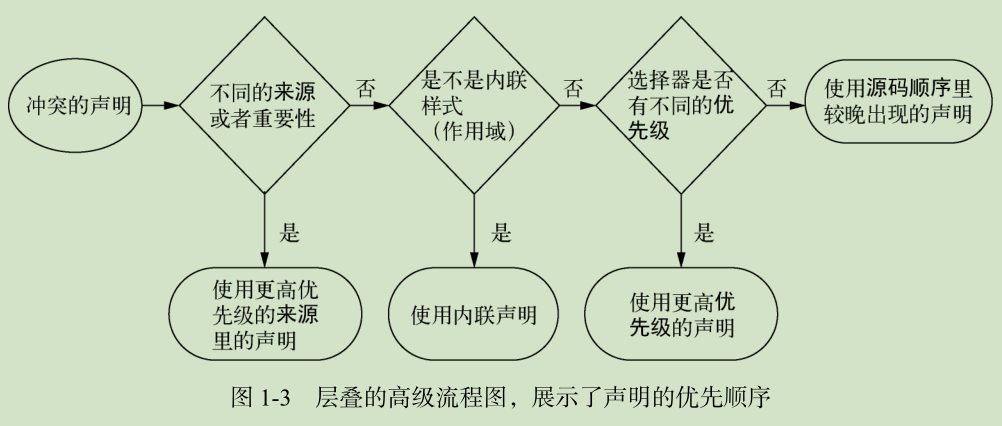 冲突的声明
不同的来源
或者重要性
否
是不是内联
样式
（作用域）
否
选择器是否
有不同的优
先级
否
使用源码顺序里
较晚出现的声明
是
是
是
使用更高优
先级的来源
里的声明
使用内联声明
使用更高优
先级的声明
图 1-3 层叠的高级流程图，展示了声明的优先顺序